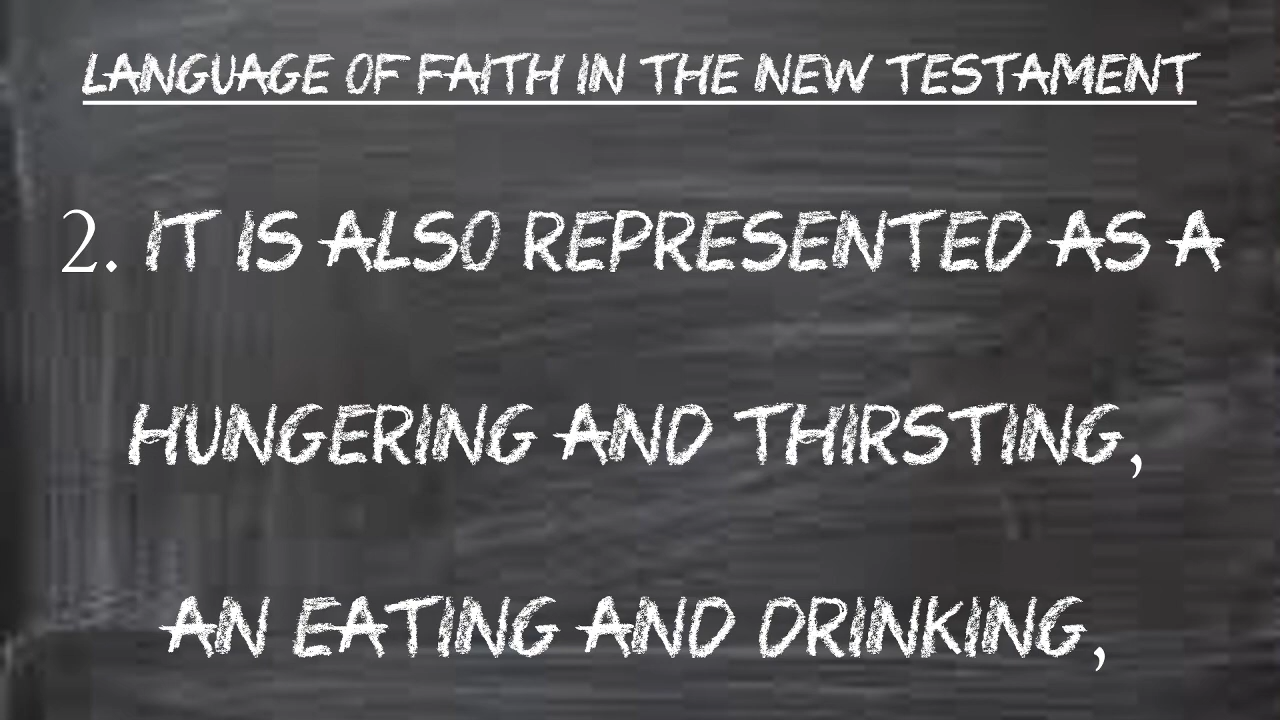 LANGUAGE OF FAITH IN THE NEW TESTAMENT
2. IT IS ALSO REPRESENTED AS A
HUNGERING AND THIRSTING,
AN EATING AND DRINKING,